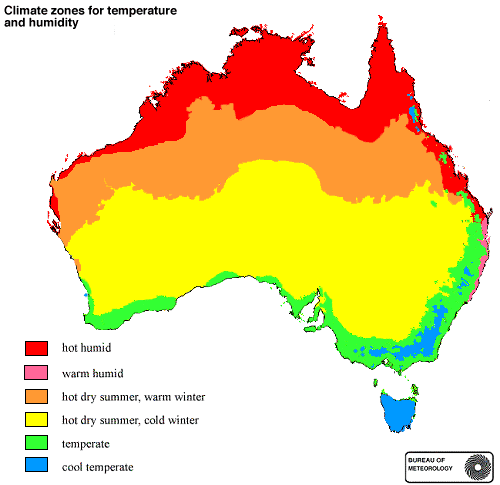 Climate zones for temperature
and humidity
hot humid
warm humid
hot dry summer, warm winter
hot dry summer, cold winter
temperate
cool temperate
BUREAU OF
METEOROLOGY